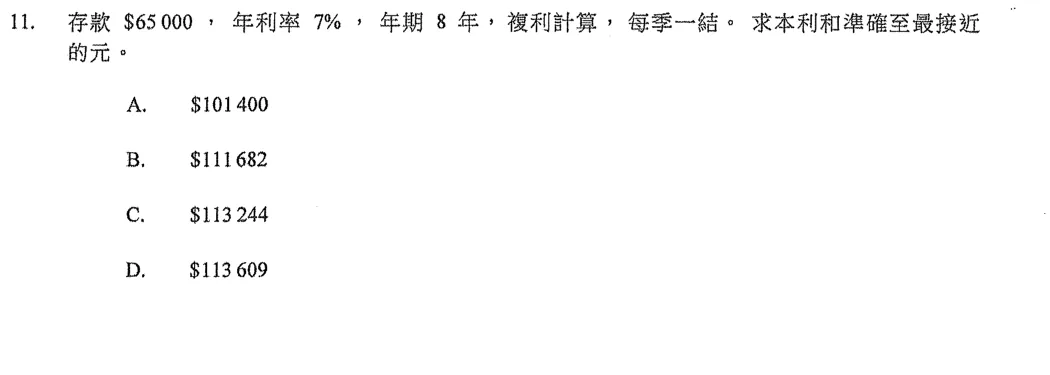 11. 存款 $65 000 ， 年利率 7% ， 年期 8 年，複利計算，每季一結。 求本利和準確至最接近
的元。
A. $101 400
B. $111 682
C. $113 244
D. $113 609